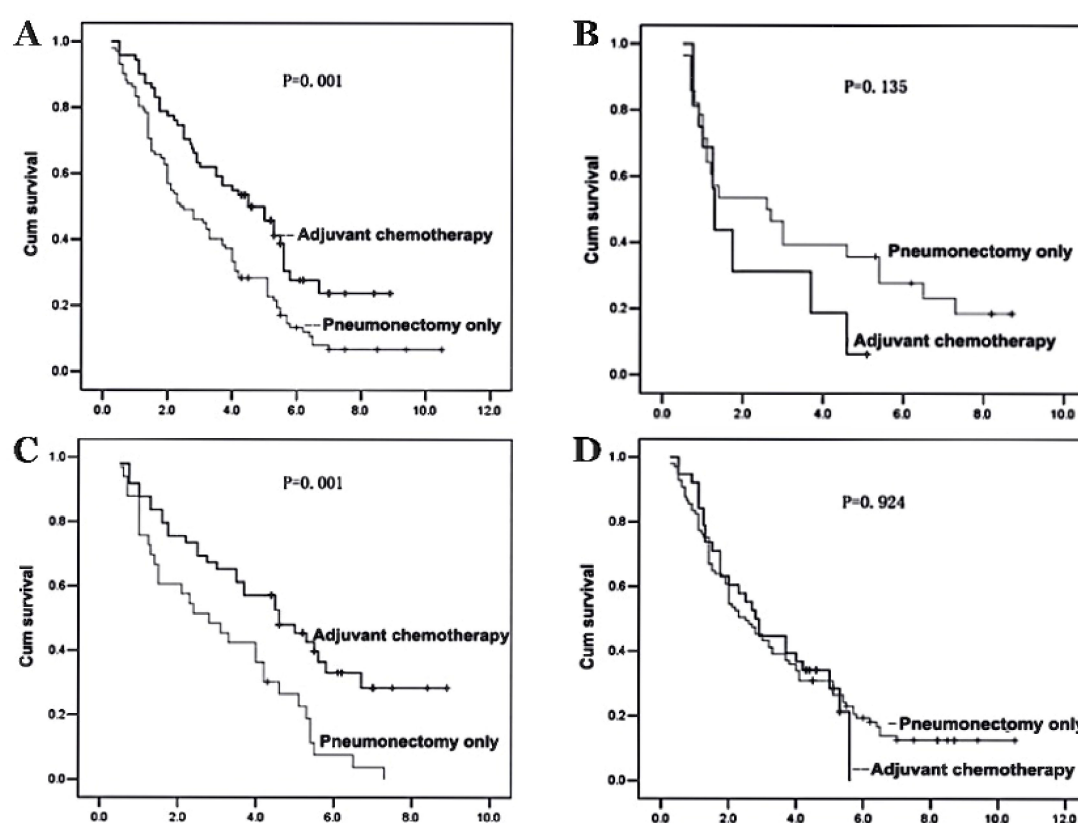 A
Cum survival
1.0
0.8
0.6
0.4
0.2
0.0
P=0.001
Adjuvant chemotherapy
Pneumonectomy only
0.0 2.0 4.0 6.0 8.0 10.0 12.0
B
Cum survival
1.0
0.8
0.6
0.4
0.2
0.0
P=0.135
Pneumonectomy only
Adjuvant chemotherapy
0.0 2.0 4.0 6.0 8.0 10.0
C
Cum survival
1.0
0.8
0.6
0.4
0.2
0.0
P=0.001
Adjuvant chemotherapy
Pneumonectomy only
0.0 2.0 4.0 6.0 8.0 10.0
D
Cum survival
1.0
0.8
0.6
0.4
0.2
0.0
P=0.924
Pneumonectomy only
Adjuvant chemotherapy
0.0 2.0 4.0 6.0 8.0 10.0 12.0